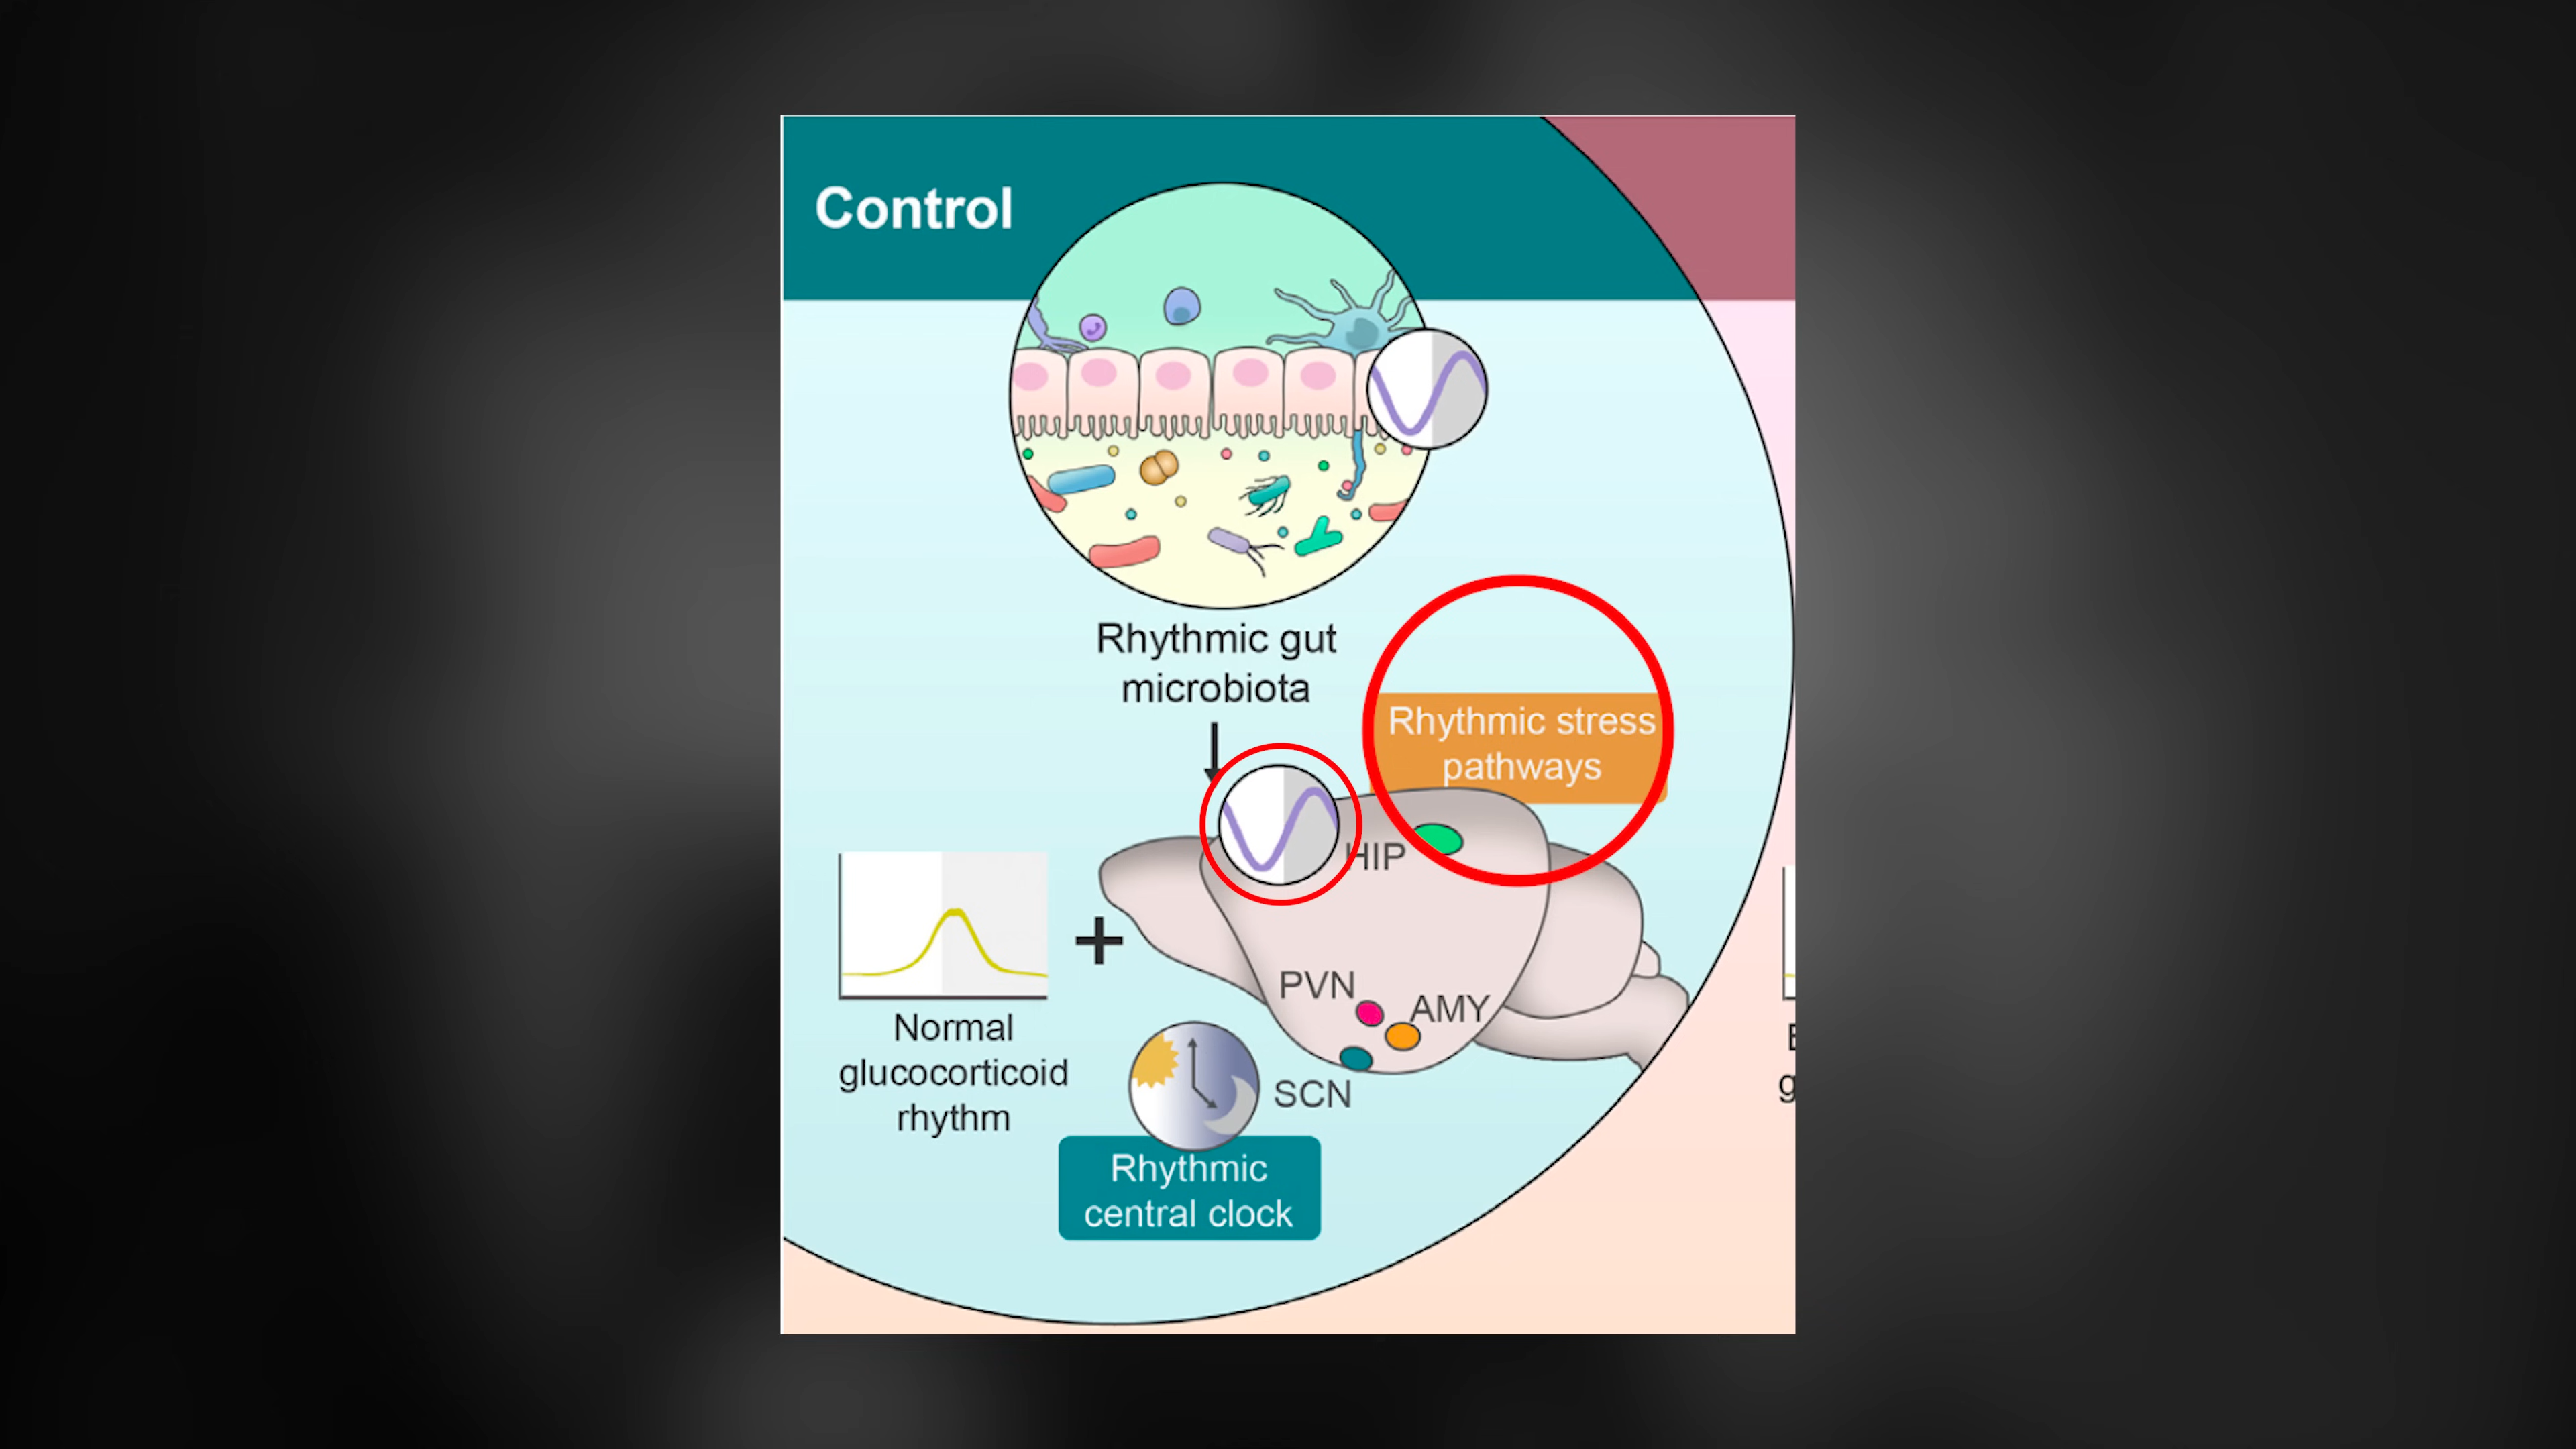 Control
Rhythmic gut
microbiota
Rhythmic stress
pathways
HIP
PVN
AMY
SCN
Normal
glucocorticoid
rhythm
Rhythmic
central clock